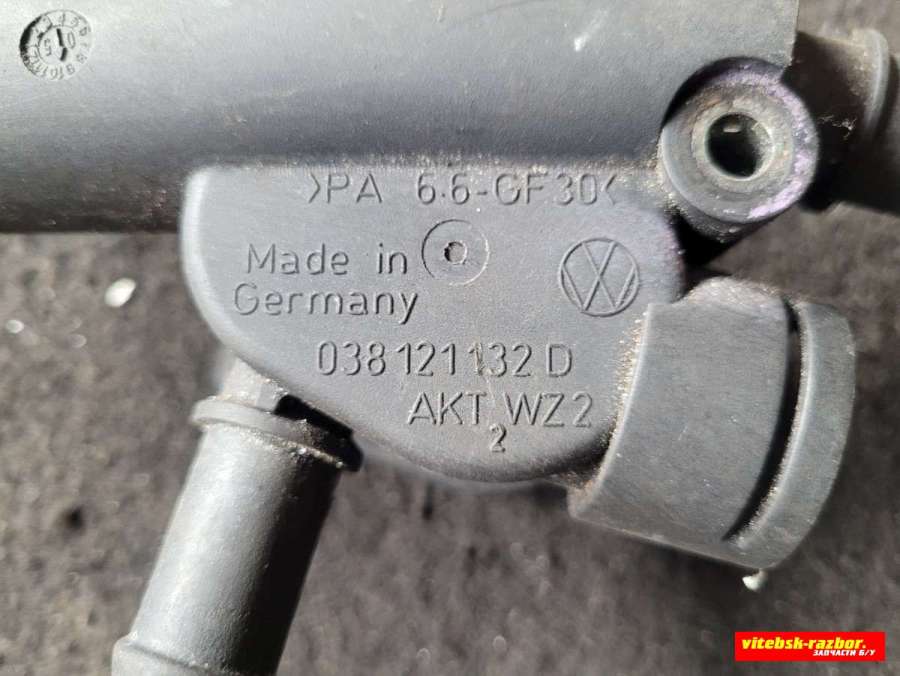 >PA 6.6-GF30<
Made in
Germany
038 121 132 D
AKT WZ2
2
vitebsk-razbor.
ЗАПЧАСТИ Б/У